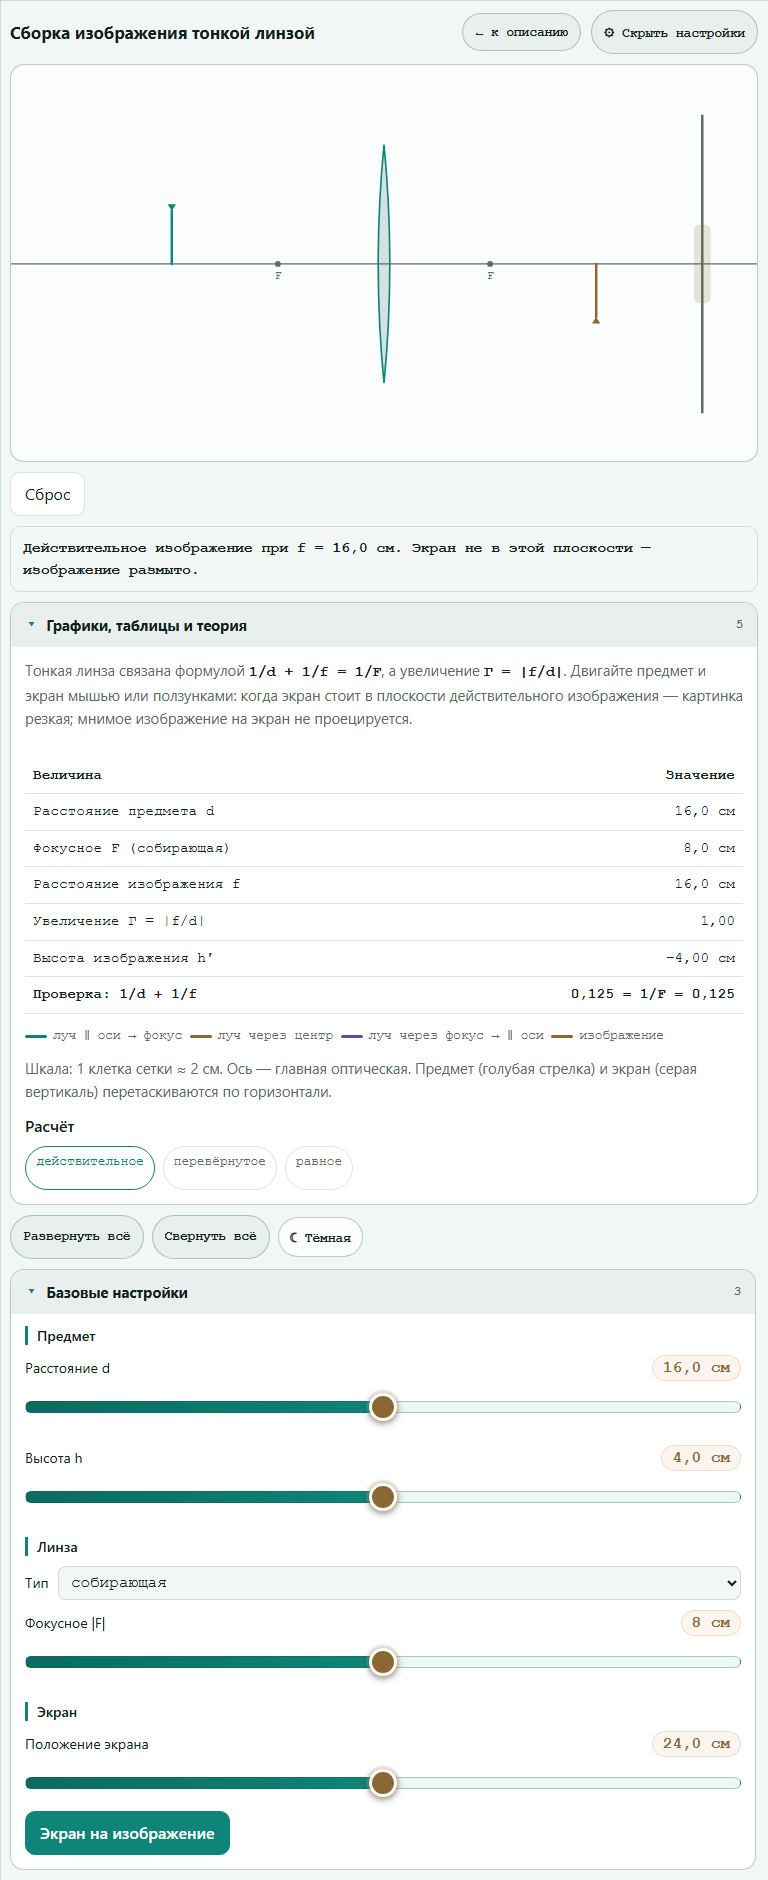 Сборка изображения тонкой линзой
← к описанию
⚙ Скрыть настройки
F
F
Сброс
Действительное изображение при f = 16,0 см. Экран не в этой плоскости —
изображение размыто.
▼ Графики, таблицы и теория 5
Тонкая линза связана формулой 1/d + 1/f = 1/F, а увеличение Γ = |f/d|. Двигайте предмет и
экран мышью или ползунками: когда экран стоит в плоскости действительного изображения — картинка
резкая; мнимое изображение на экран не проецируется.
Величина Значение
Расстояние предмета d 16,0 см
Фокусное F (собирающая) 8,0 см
Расстояние изображения f 16,0 см
Увеличение Γ = |f/d| 1,00
Высота изображения h′ −4,00 см
Проверка: 1/d + 1/f 0,125 = 1/F = 0,125
луч ∥ оси → фокус луч через центр луч через фокус → ∥ оси изображение
Шкала: 1 клетка сетки ≈ 2 см. Ось — главная оптическая. Предмет (голубая стрелка) и экран (серая
вертикаль) перетаскиваются по горизонтали.
Расчёт
действительное перевёрнутое равное
Развернуть всё Свернуть всё ☾ Тёмная
▼ Базовые настройки 3
Предмет
Расстояние d 16,0 см
Высота h 4,0 см
Линза
Тип собирающая
Фокусное |F| 8 см
Экран
Положение экрана 24,0 см
Экран на изображение